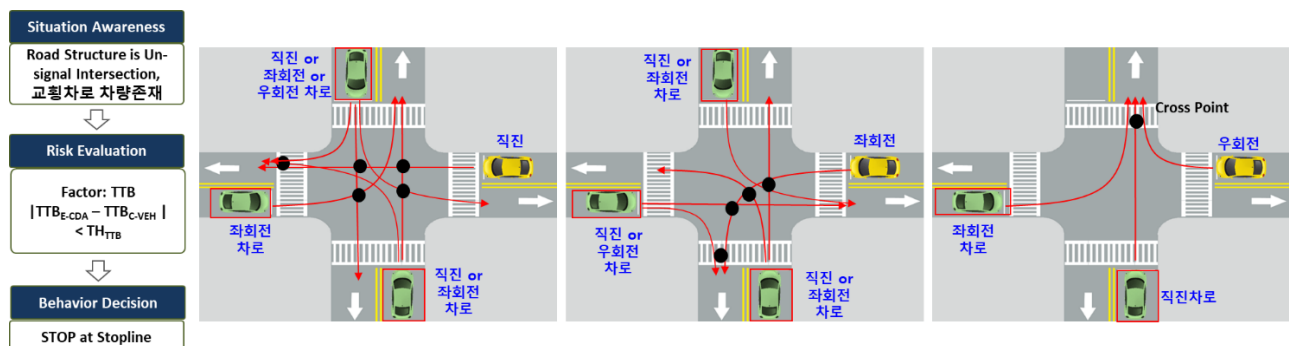 Situation Awareness
Road Structure is Un-
signal Intersection,
교횡차로 차량존재
Risk Evaluation
Factor: TTB
|TTBE-CDA – TTBC-VEH |
< THTTB
Behavior Decision
STOP at Stopline
직진 or
좌회전 or
우회전 차로
직진
좌회전
차로
직진 or
좌회전
차로
직진 or
좌회전
차로
좌회전
직진 or
우회전
차로
직진 or
좌회전
차로
Cross Point
우회전
좌회전
차로
직진차로